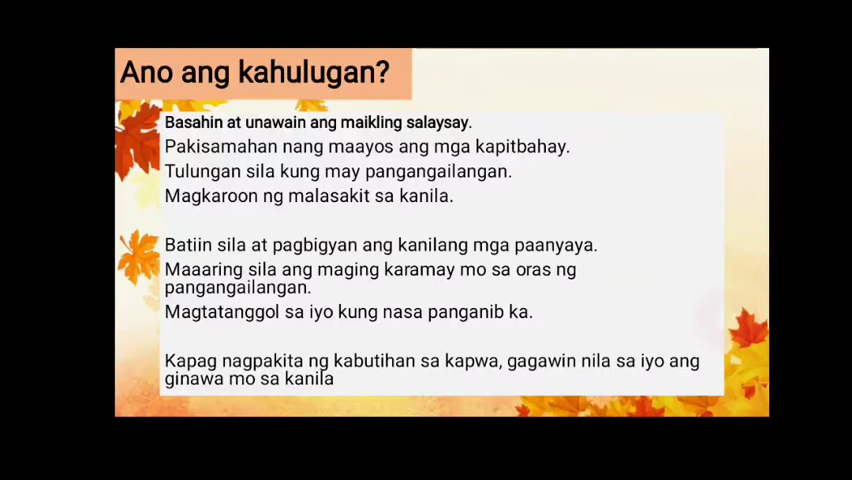 Ano ang kahulugan?
Basahin at unawain ang maikling salaysay.
Pakisamahan nang maayos ang mga kapitbahay.
Tulungan sila kung may pangangailangan.
Magkaroon ng malasakit sa kanila.
Batiin sila at pagbigyan ang kanilang mga paanyaya.
Maaaring sila ang maging karamay mo sa oras ng
pangangailangan.
Magtatanggol sa iyo kung nasa panganib ka.
Kapag nagpakita ng kabutihan sa kapwa, gagawin nila sa iyo ang
ginawa mo sa kanila